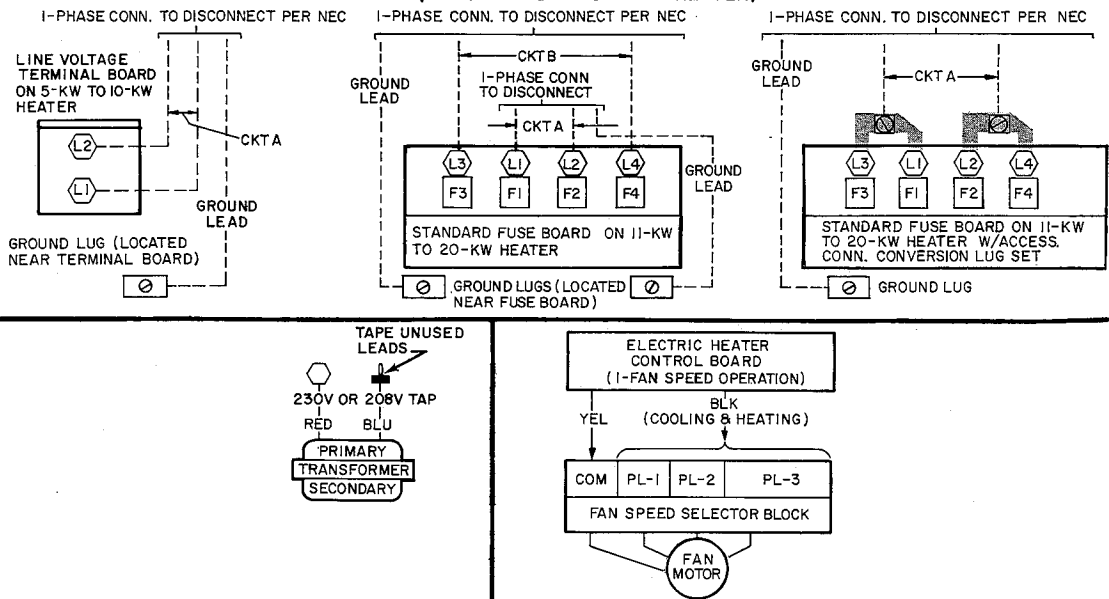 1-PHASE CONN. TO DISCONNECT PER NEC
LINE VOLTAGE
TERMINAL BOARD
ON 5-KW TO 10-KW
HEATER
CKT A
L2
L1
GROUND
LEAD
GROUND LUG (LOCATED
NEAR TERMINAL BOARD)
1-PHASE CONN. TO DISCONNECT PER NEC
CKT B
GROUND
LEAD
1-PHASE CONN
TO DISCONNECT
CKT A
L3 L1 L2 L4
F3 F1 F2 F4
GROUND
LEAD
STANDARD FUSE BOARD ON 11-KW
TO 20-KW HEATER
GROUND LUGS (LOCATED
NEAR FUSE BOARD)
1-PHASE CONN. TO DISCONNECT PER NEC
GROUND
LEAD
CKT A
L3 L1 L2 L4
F3 F1 F2 F4
STANDARD FUSE BOARD ON 11-KW
TO 20-KW HEATER W/ACCESS.
CONN. CONVERSION LUG SET
GROUND LUG
TAPE UNUSED
LEADS
230V OR 208V TAP
RED BLU
PRIMARY
TRANSFORMER
SECONDARY
ELECTRIC HEATER
CONTROL BOARD
(1-FAN SPEED OPERATION)
YEL
BLK
(COOLING & HEATING)
COM PL-1 PL-2 PL-3
FAN SPEED SELECTOR BLOCK
FAN
MOTOR